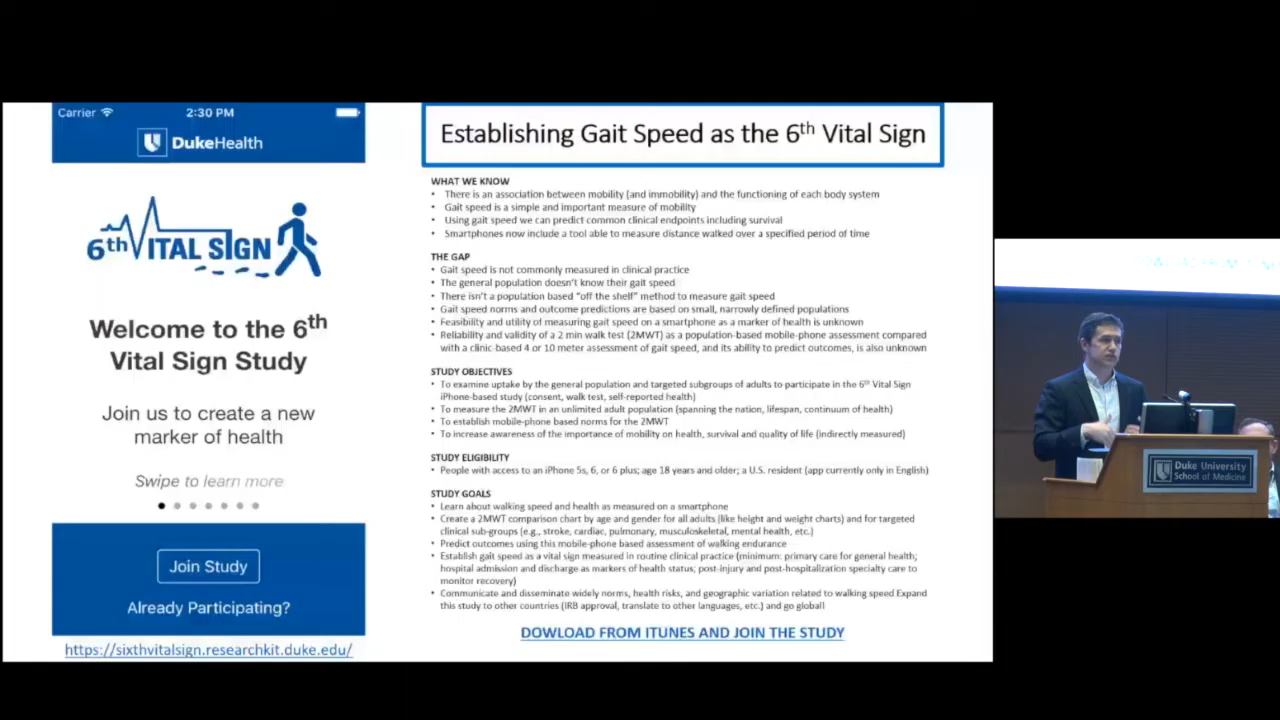 Carrier
2:30 PM
DukeHealth
6th VITAL SIGN
Welcome to the 6th
Vital Sign Study
Join us to create a new
marker of health
Swipe to learn more
Join Study
Already Participating?
https://sixthvitalsign.researchkit.duke.edu/
Establishing Gait Speed as the 6th Vital Sign
WHAT WE KNOW
• There is an association between mobility (and immobility) and the functioning of each body system
• Gait speed is a simple and important measure of mobility
• Using gait speed we can predict common clinical endpoints including survival
• Smartphones now include a tool able to measure distance walked over a specified period of time
THE GAP
• Gait speed is not commonly measured in clinical practice
• The general population doesn't know their gait speed
• There isn't a population based "off the shelf" method to measure gait speed
• Gait speed norms and outcome predictions are based on small, narrowly defined populations
• Feasibility and utility of measuring gait speed on a smartphone as a marker of health is unknown
• Reliability and validity of a 2 min walk test (2MWT) as a population-based mobile-phone assessment compared
with a clinic-based 4 or 10 meter assessment of gait speed, and its ability to predict outcomes, is also unknown
STUDY OBJECTIVES
• To examine uptake by the general population and targeted subgroups of adults to participate in the 6th Vital Sign
iPhone-based study (consent, walk test, self-reported health)
• To measure the 2MWT in an unlimited adult population (spanning the nation, lifespan, continuum of health)
• To establish mobile-phone based norms for the 2MWT
• To increase awareness of the importance of mobility on health, survival and quality of life (indirectly measured)
STUDY ELIGIBILITY
• People with access to an iPhone 5s, 6, or 6 plus; age 18 years and older; a U.S. resident (app currently only in English)
STUDY GOALS
• Learn about walking speed and health as measured on a smartphone
• Create a 2MWT comparison chart by age and gender for all adults (like height and weight charts) and for targeted
clinical sub-groups (e.g., stroke, cardiac, pulmonary, musculoskeletal, mental health, etc.)
• Predict outcomes using this mobile-phone based assessment of walking endurance
• Establish gait speed as a vital sign measured in routine clinical practice (minimum: primary care for general health;
hospital admission and discharge as markers of health status; post-injury and post-hospitalization specialty care to
monitor recovery)
• Communicate and disseminate widely norms, health risks, and geographic variation related to walking speed Expand
this study to other countries (IRB approval, translate to other languages, etc.) and go global!
DOWLOAD FROM ITUNES AND JOIN THE STUDY
Duke University
School of Medicine